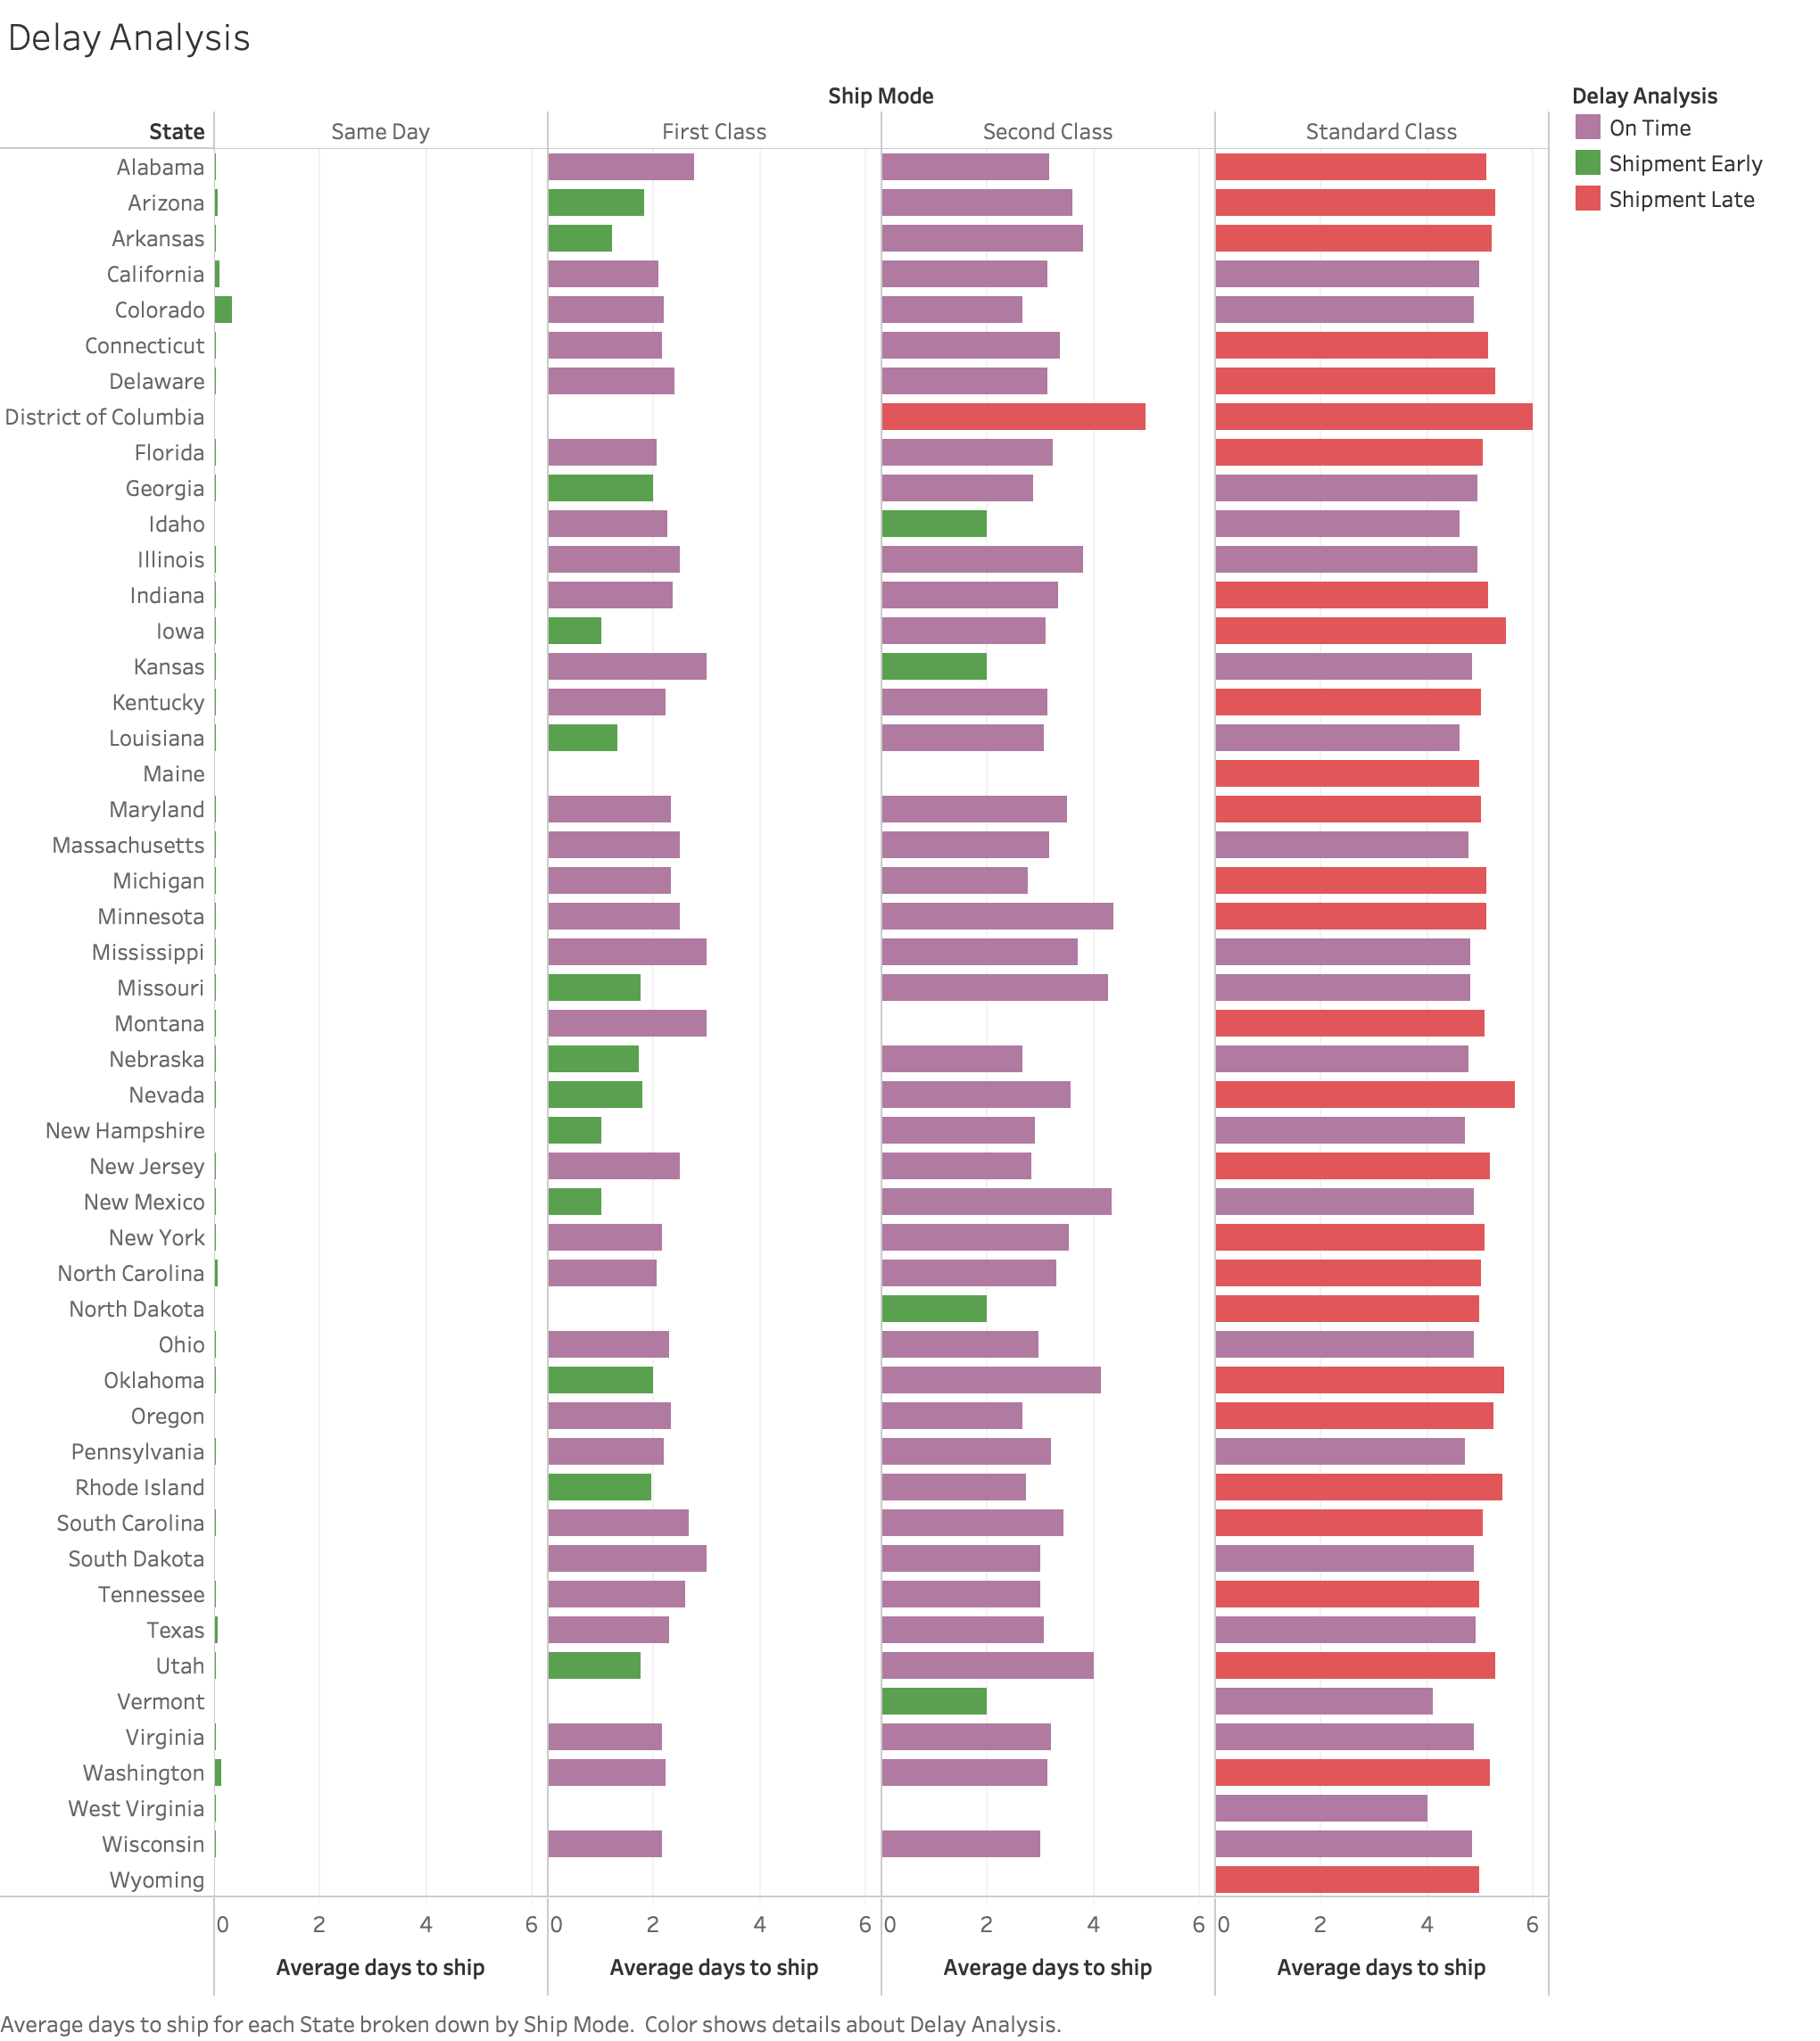 Delay Analysis
Ship Mode
State Same Day First Class Second Class Standard Class
Delay Analysis
On Time
Shipment Early
Shipment Late
Alabama
Arizona
Arkansas
California
Colorado
Connecticut
Delaware
District of Columbia
Florida
Georgia
Idaho
Illinois
Indiana
Iowa
Kansas
Kentucky
Louisiana
Maine
Maryland
Massachusetts
Michigan
Minnesota
Mississippi
Missouri
Montana
Nebraska
Nevada
New Hampshire
New Jersey
New Mexico
New York
North Carolina
North Dakota
Ohio
Oklahoma
Oregon
Pennsylvania
Rhode Island
South Carolina
South Dakota
Tennessee
Texas
Utah
Vermont
Virginia
Washington
West Virginia
Wisconsin
Wyoming
0 2 4 6 0 2 4 6 0 2 4 6 0 2 4 6
Average days to ship Average days to ship Average days to ship Average days to ship
Average days to ship for each State broken down by Ship Mode. Color shows details about Delay Analysis.